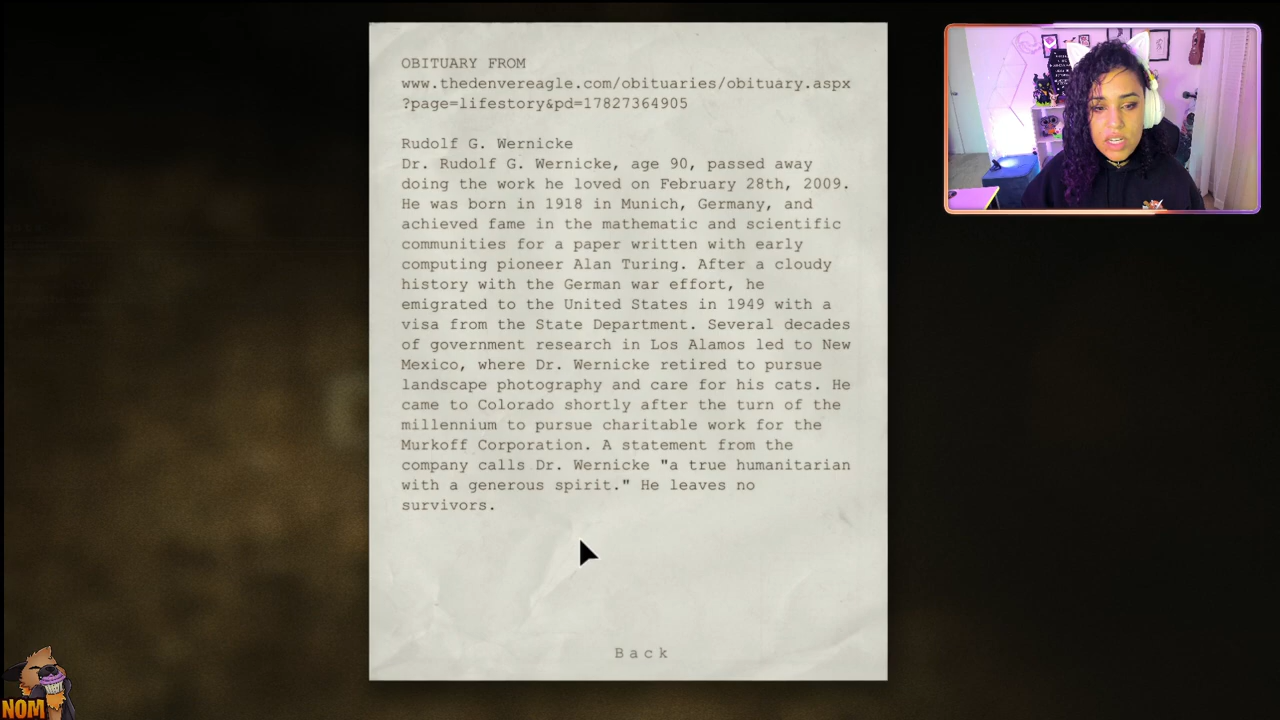 OBITUARY FROM
www.thedenvereagle.com/obituaries/obituary.aspx
?page=lifestory&pd=17827364905
Rudolf G. Wernicke
Dr. Rudolf G. Wernicke, age 90, passed away
doing the work he loved on February 28th, 2009.
He was born in 1918 in Munich, Germany, and
achieved fame in the mathematic and scientific
communities for a paper written with early
computing pioneer Alan Turing. After a cloudy
history with the German war effort, he
emigrated to the United States in 1949 with a
visa from the State Department. Several decades
of government research in Los Alamos led to New
Mexico, where Dr. Wernicke retired to pursue
landscape photography and care for his cats. He
came to Colorado shortly after the turn of the
millennium to pursue charitable work for the
Murkoff Corporation. A statement from the
company calls Dr. Wernicke "a true humanitarian
with a generous spirit." He leaves no
survivors.
Back
NOM